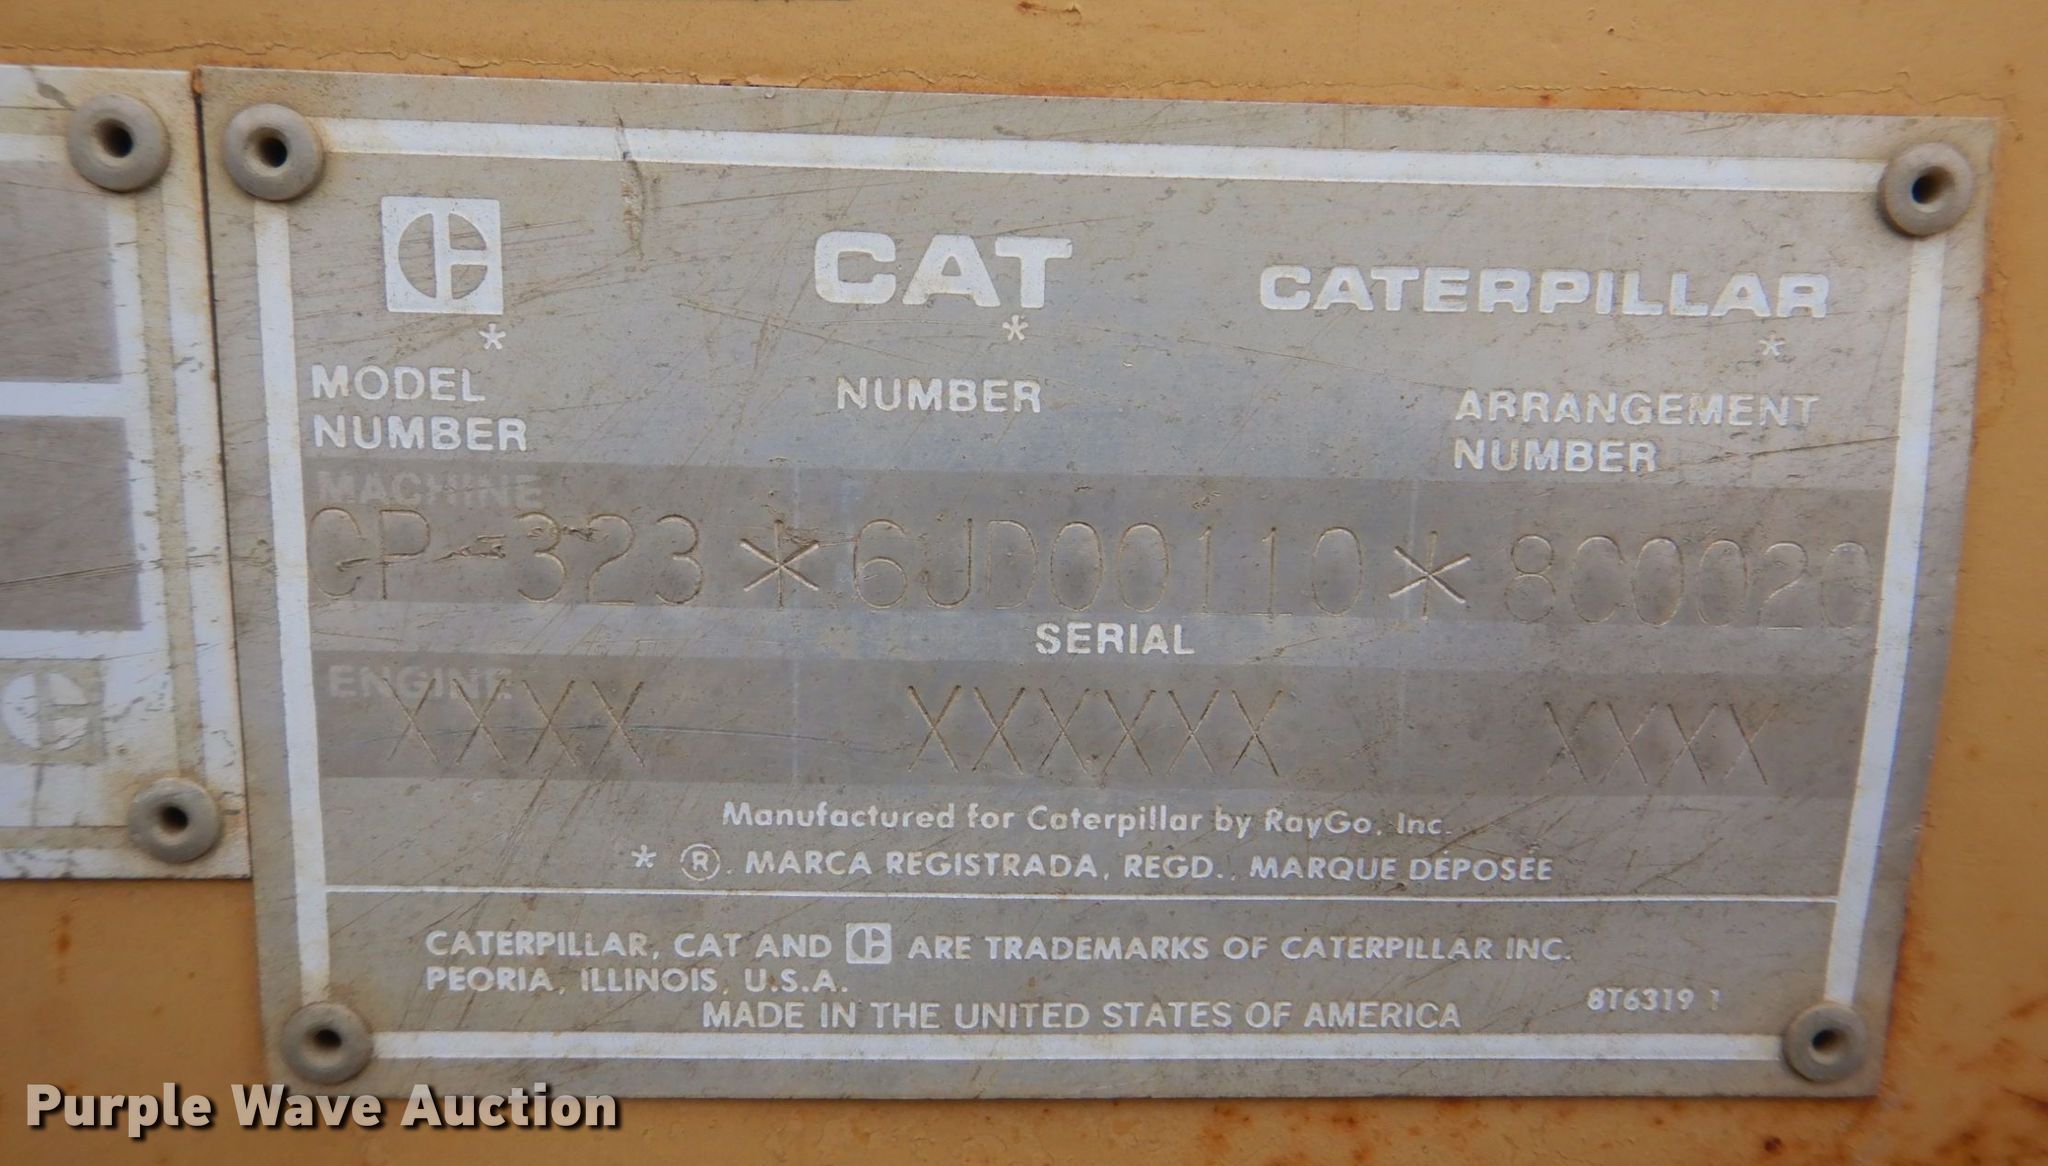 CAT CATERPILLAR
* * *
MODEL NUMBER ARRANGEMENT
NUMBER NUMBER
MACHINE
CP-323*6JD00110*8C0020
SERIAL
ENGINE
XXXX XXXXXX XXXX
Manufactured for Caterpillar by RayGo, Inc.
* ®. MARCA REGISTRADA, REGD., MARQUE DÉPOSÉE
CATERPILLAR, CAT AND C ARE TRADEMARKS OF CATERPILLAR INC.
PEORIA, ILLINOIS, U.S.A.
8T6319 1
MADE IN THE UNITED STATES OF AMERICA
Purple Wave Auction